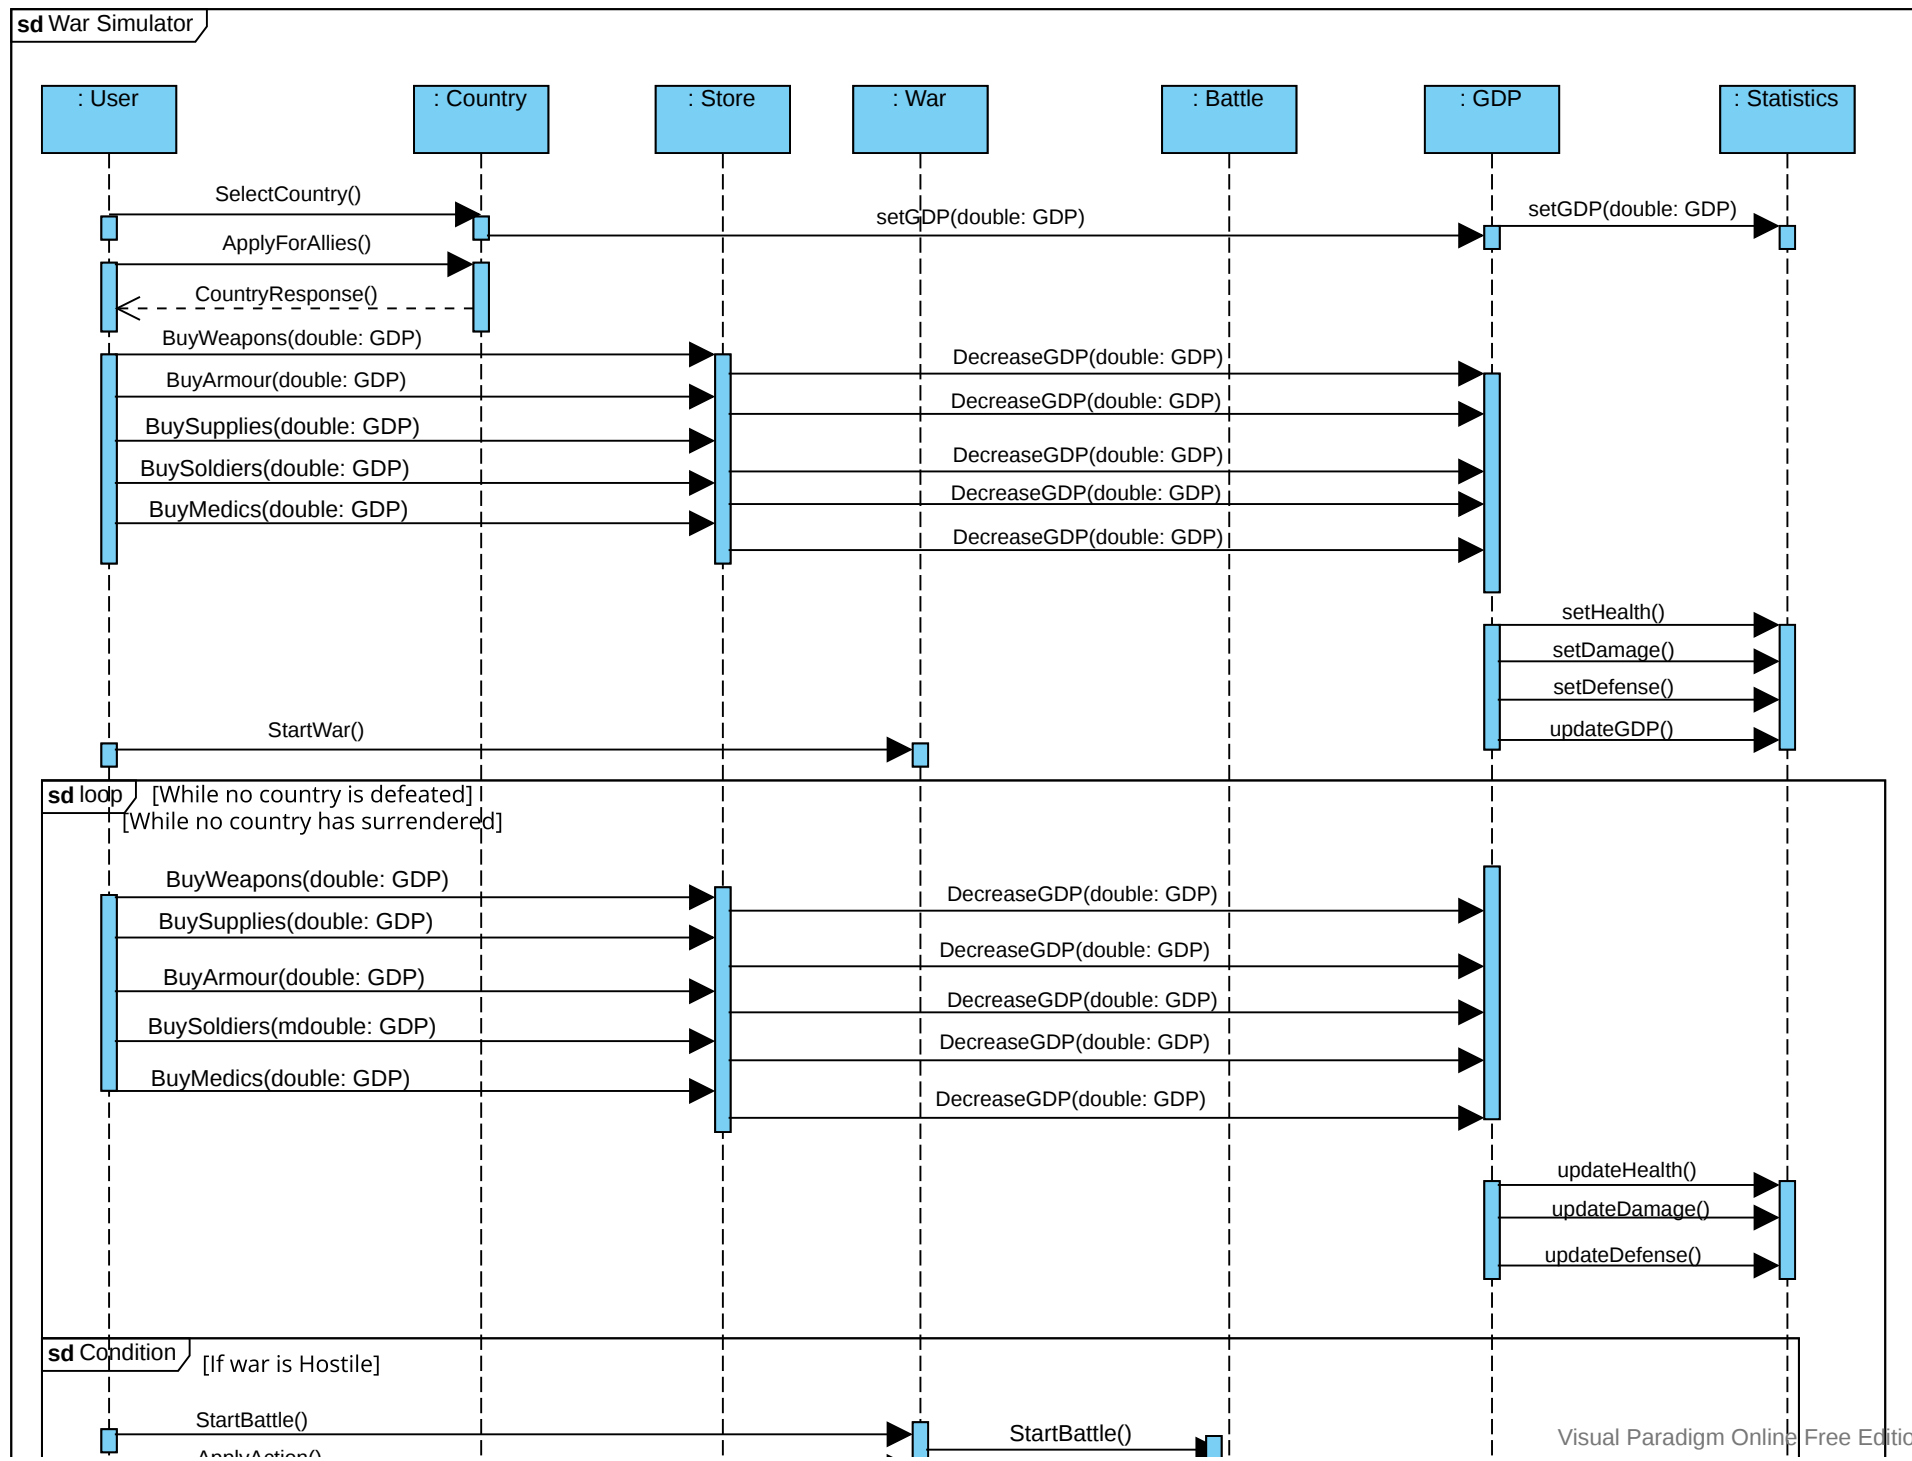 sd War Simulator
: User
: Country
: Store
: War
: Battle
: GDP
: Statistics
SelectCountry()
setGDP(double: GDP)
setGDP(double: GDP)
ApplyForAllies()
CountryResponse()
BuyWeapons(double: GDP)
DecreaseGDP(double: GDP)
BuyArmour(double: GDP)
DecreaseGDP(double: GDP)
BuySupplies(double: GDP)
DecreaseGDP(double: GDP)
BuySoldiers(double: GDP)
DecreaseGDP(double: GDP)
BuyMedics(double: GDP)
DecreaseGDP(double: GDP)
setHealth()
setDamage()
setDefense()
updateGDP()
StartWar()
sd loop [While no country is defeated]
[While no country has surrendered]
BuyWeapons(double: GDP)
DecreaseGDP(double: GDP)
BuySupplies(double: GDP)
DecreaseGDP(double: GDP)
BuyArmour(double: GDP)
DecreaseGDP(double: GDP)
BuySoldiers(mdouble: GDP)
DecreaseGDP(double: GDP)
BuyMedics(double: GDP)
DecreaseGDP(double: GDP)
updateHealth()
updateDamage()
updateDefense()
sd Condition [If war is Hostile]
StartBattle()
StartBattle()
ApplyAction()
Visual Paradigm Online Free Editio